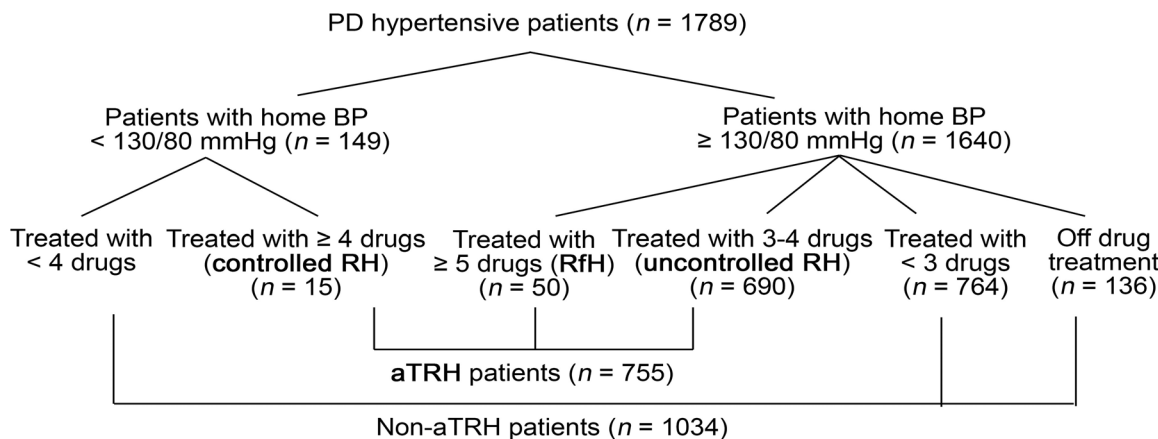 PD hypertensive patients (n = 1789)
Patients with home BP
< 130/80 mmHg (n = 149)
Patients with home BP
≥ 130/80 mmHg (n = 1640)
Treated with
< 4 drugs
Treated with ≥ 4 drugs
(controlled RH)
(n = 15)
Treated with
≥ 5 drugs (RfH)
(n = 50)
Treated with 3-4 drugs
(uncontrolled RH)
(n = 690)
Treated with
< 3 drugs
(n = 764)
Off drug
treatment
(n = 136)
aTRH patients (n = 755)
Non-aTRH patients (n = 1034)